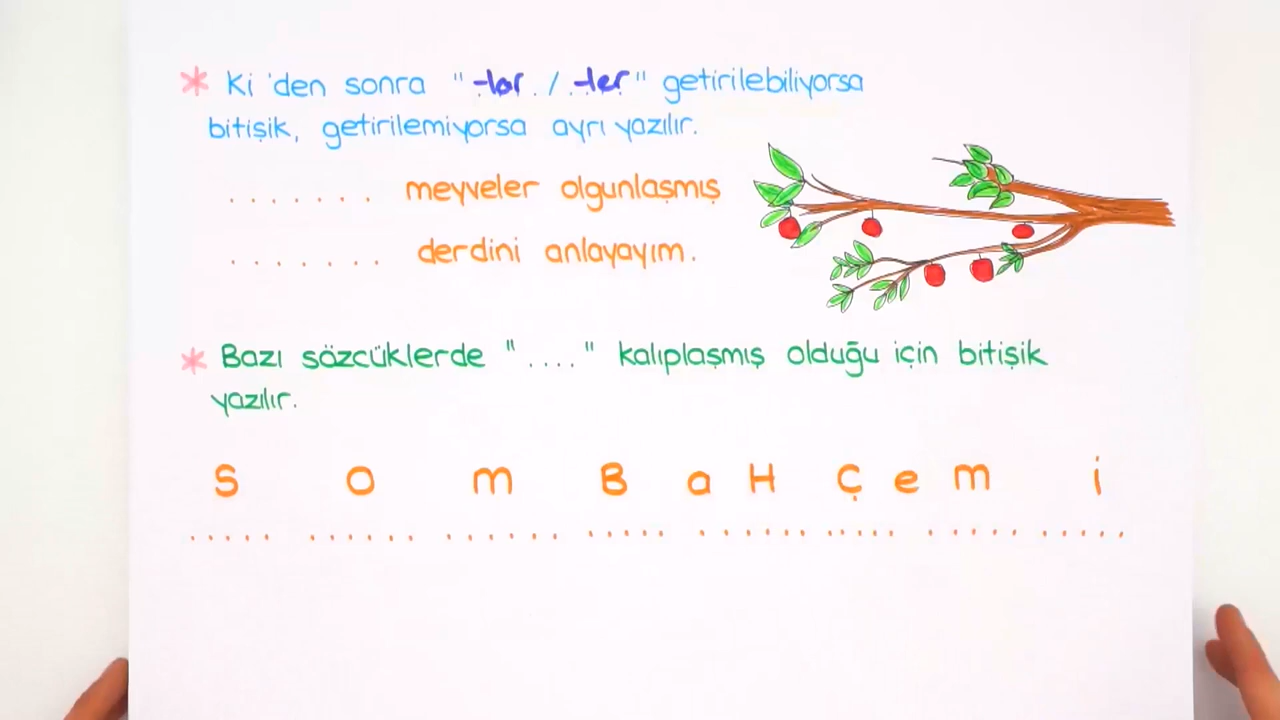 * Ki 'den sonra "-lar / -ler" getirilebiliyorsa
bitişik, getirilemiyorsa ayrı yazılır.
....... meyveler olgunlaşmış
....... derdini anlayayım.
* Bazı sözcüklerde "...." kalıplaşmış olduğu için bitişik
yazılır.
S O m B a H Ç e m i